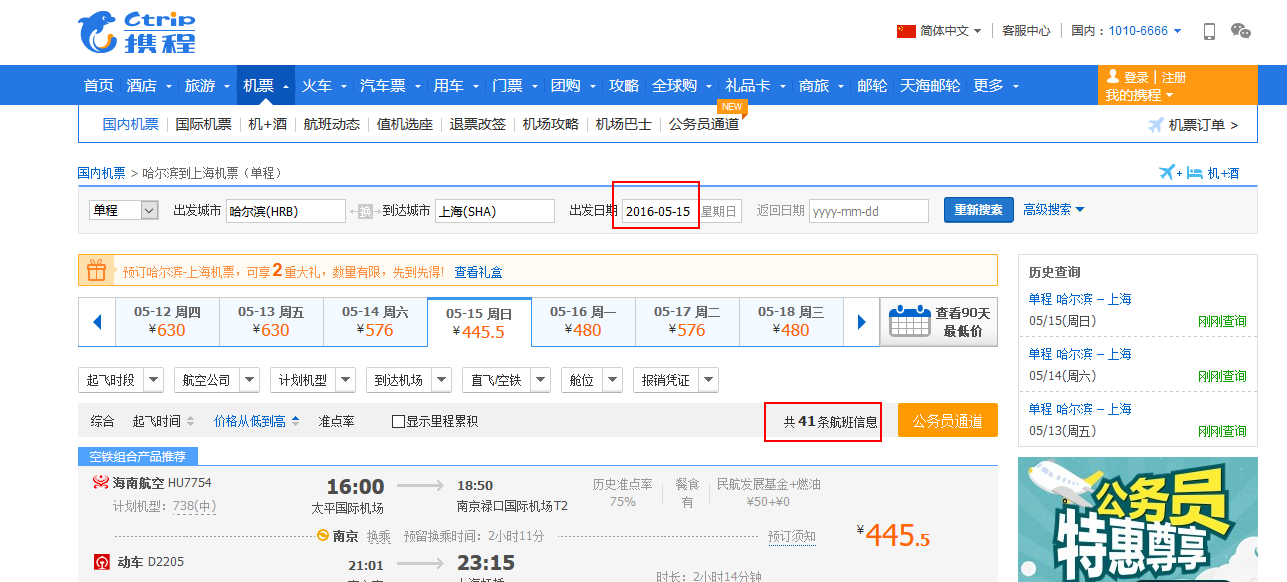 Ctrip
携程
简体中文 客服中心 国内：1010-6666
首页 酒店 旅游 机票 火车 汽车票 用车 门票 团购 攻略 全球购 礼品卡 商旅 邮轮 天海邮轮 更多
登录 | 注册
我的携程
NEW
国内机票 国际机票 机+酒 航班动态 值机选座 退票改签 机场攻略 机场巴士 公务员通道
机票订单 >
国内机票 > 哈尔滨到上海机票（单程）
+ 机+酒
单程 出发城市 哈尔滨(HRB) 换 到达城市 上海(SHA) 出发日期 2016-05-15 星期日 返回日期 yyyy-mm-dd 重新搜索 高级搜索
预订哈尔滨-上海机票，可享2重大礼，数量有限，先到先得! 查看礼盒
05-12 周四 05-13 周五 05-14 周六 05-15 周日 05-16 周一 05-17 周二 05-18 周三
¥630 ¥630 ¥576 ¥445.5 ¥480 ¥576 ¥480
查看90天
最低价
起飞时段 航空公司 计划机型 到达机场 直飞/空铁 舱位 报销凭证
综合 起飞时间 价格从低到高 准点率 显示里程累积 共 41 条航班信息 公务员通道
空铁组合产品推荐
海南航空 HU7754
计划机型：738(中)
16:00 18:50
太平国际机场 南京禄口国际机场T2
历史准点率 餐食 民航发展基金+燃油
75% 有 ¥50+¥0
南京 换乘 预留换乘时间：2小时11分
预订须知
¥445.5
动车 D2205
21:01 23:15
时长：2小时14分钟
历史查询
单程 哈尔滨 – 上海
05/15(周日) 刚刚查询
单程 哈尔滨 – 上海
05/14(周六) 刚刚查询
单程 哈尔滨 – 上海
05/13(周五) 刚刚查询
公务员
特惠尊享